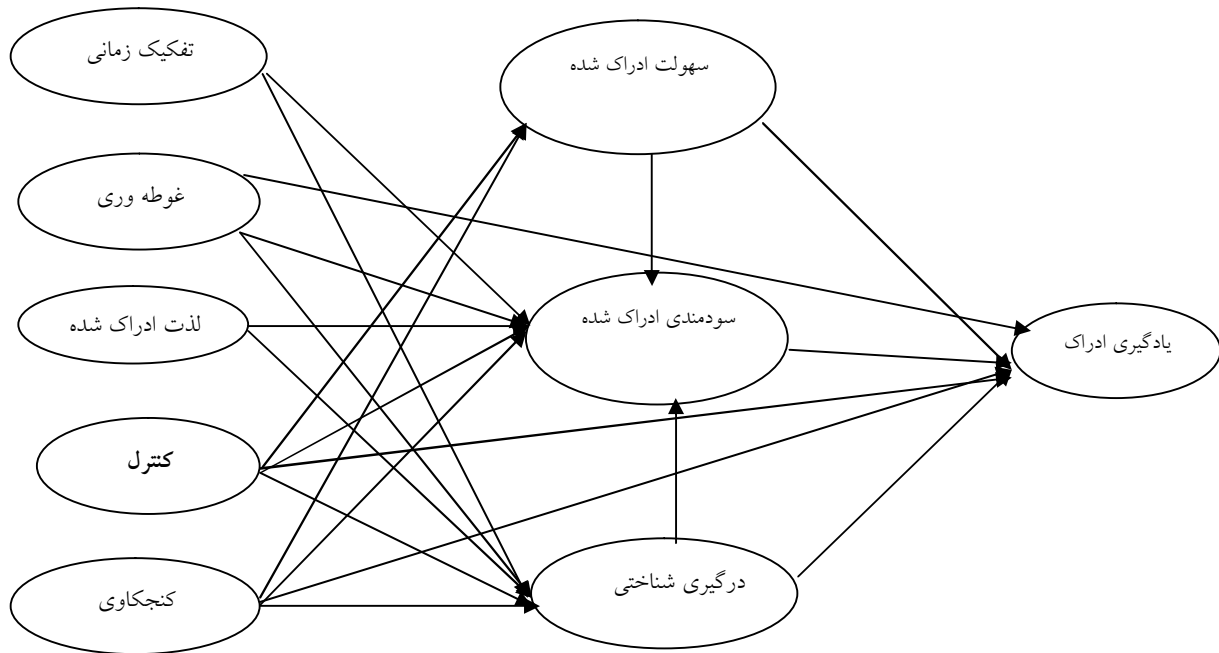 تفکیک زمانی
سهولت ادراک شده
غوطه وری
سودمندی ادراک شده
لذت ادراک شده
یادگیری ادراک
کنترل
درگیری شناختی
کنجکاوی